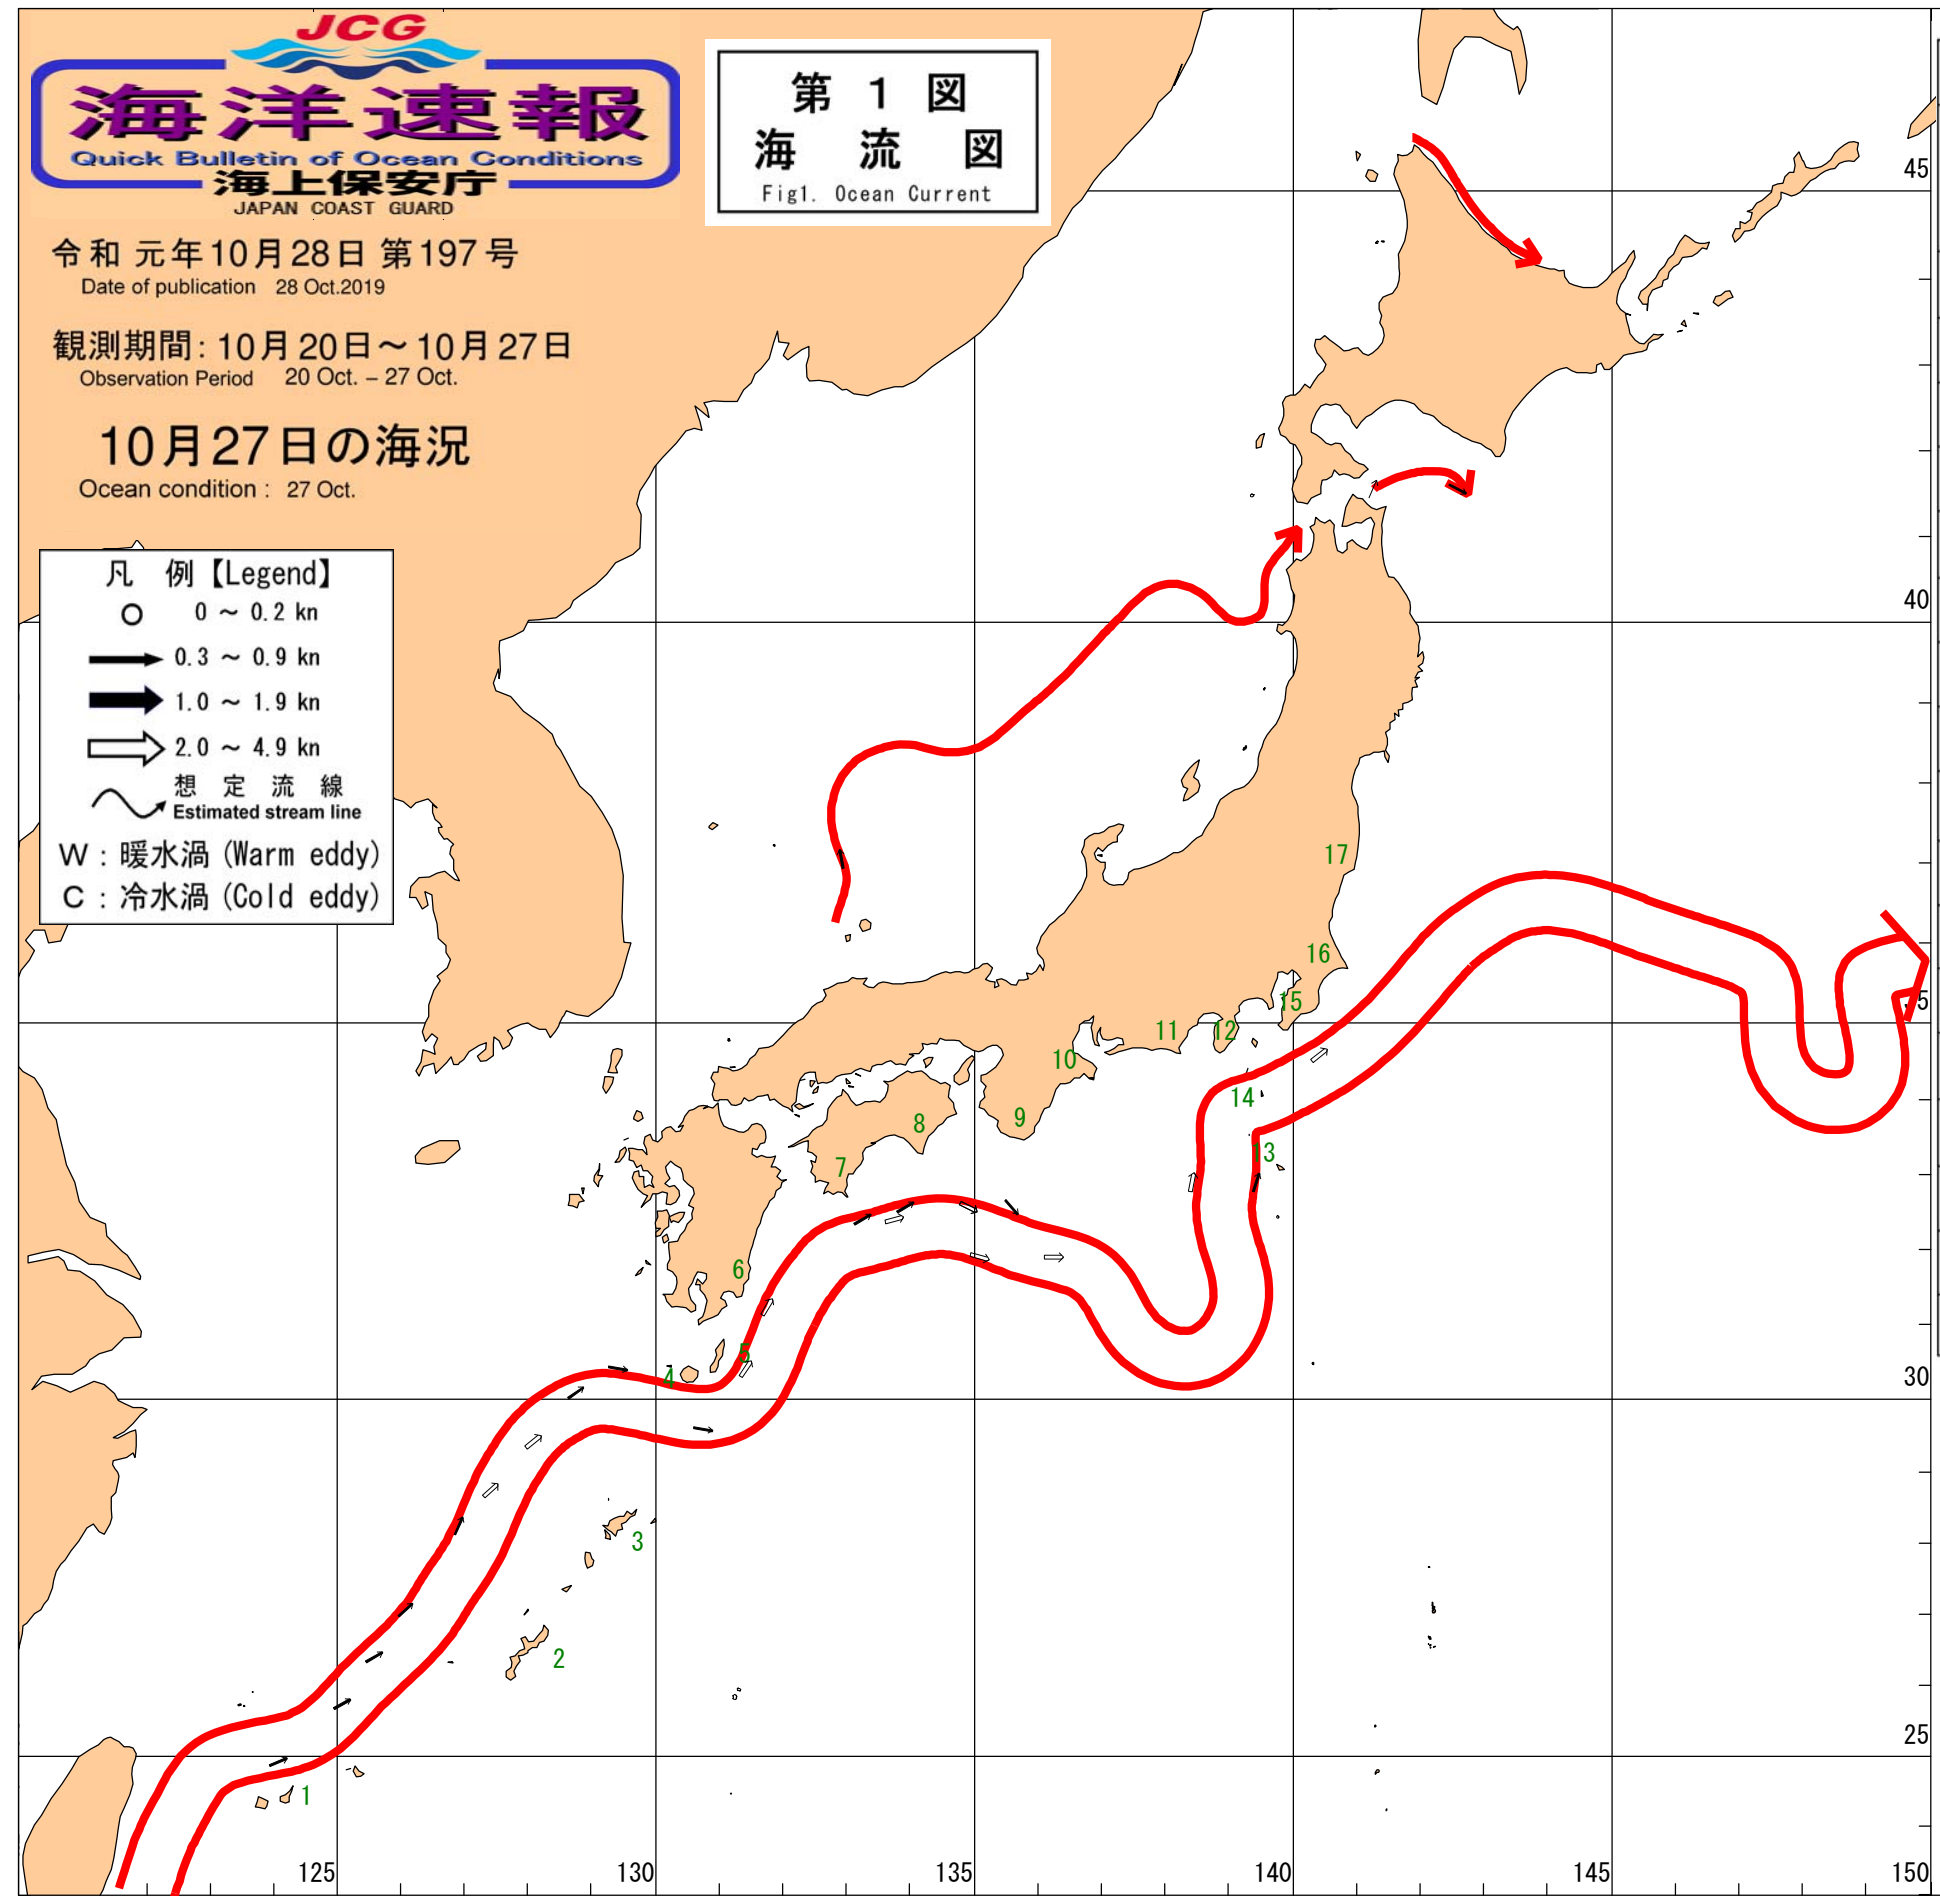 JCG
海洋速報
Quick Bulletin of Ocean Conditions
海上保安庁
JAPAN COAST GUARD
第 1 図
海 流 図
Fig1. Ocean Current
令和 元年10月28日 第197号
Date of publication 28 Oct.2019
観測期間: 10月20日~10月27日
Observation Period 20 Oct. – 27 Oct.
10月27日の海況
Ocean condition : 27 Oct.
凡 例【Legend】
0 ~ 0.2 kn
0.3 ~ 0.9 kn
1.0 ~ 1.9 kn
2.0 ~ 4.9 kn
想 定 流 線
Estimated stream line
W : 暖水渦 (Warm eddy)
C : 冷水渦 (Cold eddy)
45
40
17
16
15
5
11
12
10
14
9
8
13
7
6
5
4
30
3
2
25
1
125
130
135
140
145
150